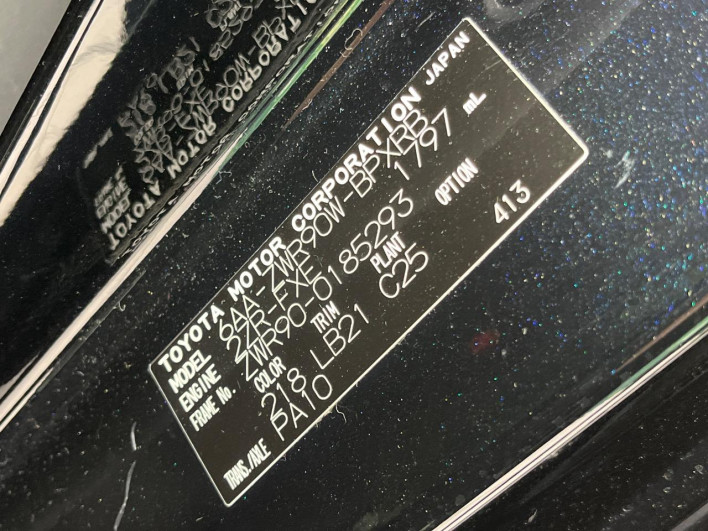 TOYOTA MOTOR CORPORATION JAPAN
MODEL 6AA-ZWR90W-BPXRB
ENGINE 2ZR-FXE 1797 mL
FRAME No. ZWR90-0185293
COLOR TRIM PLANT OPTION
218 LB21 C25 413
TRNS./AXLE PA10